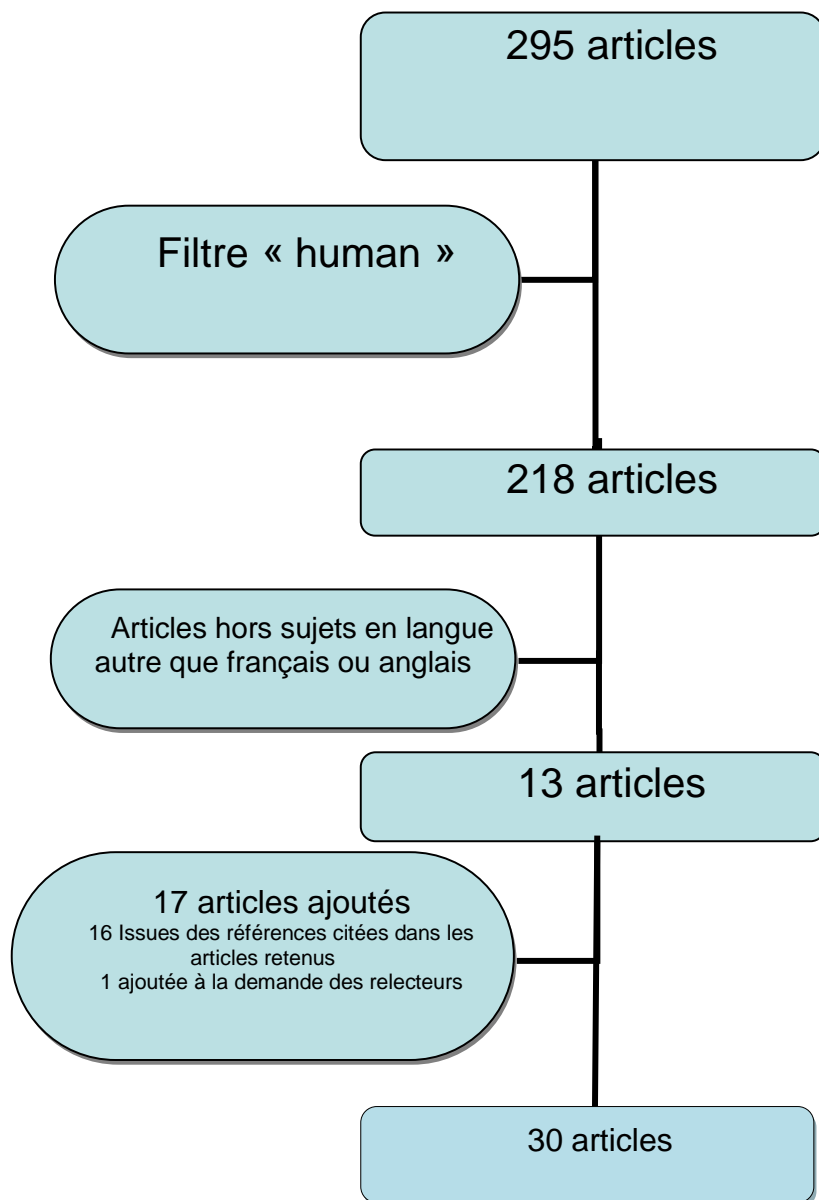 295 articles
Filtre « human »
218 articles
Articles hors sujets en langue
autre que français ou anglais
13 articles
17 articles ajoutés
16 Issues des références citées dans les
articles retenus
1 ajoutée à la demande des relecteurs
30 articles